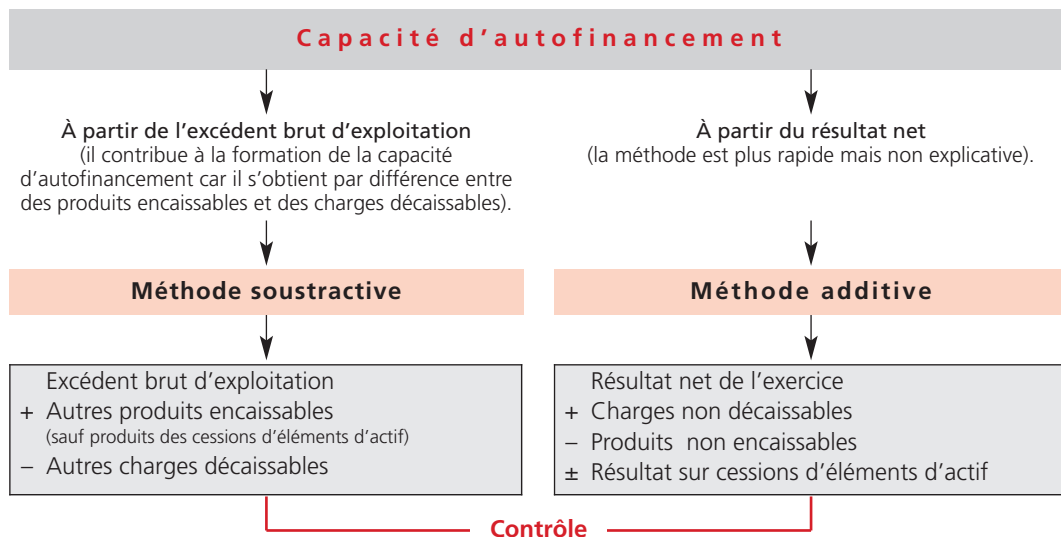 Capacité d'autofinancement
À partir de l'excédent brut d'exploitation
(il contribue à la formation de la capacité
d'autofinancement car il s'obtient par différence entre
des produits encaissables et des charges décaissables).
À partir du résultat net
(la méthode est plus rapide mais non explicative).
Méthode soustractive
Méthode additive
Excédent brut d'exploitation
+ Autres produits encaissables
(sauf produits des cessions d'éléments d'actif)
– Autres charges décaissables
Résultat net de l'exercice
+ Charges non décaissables
– Produits non encaissables
± Résultat sur cessions d'éléments d'actif
Contrôle